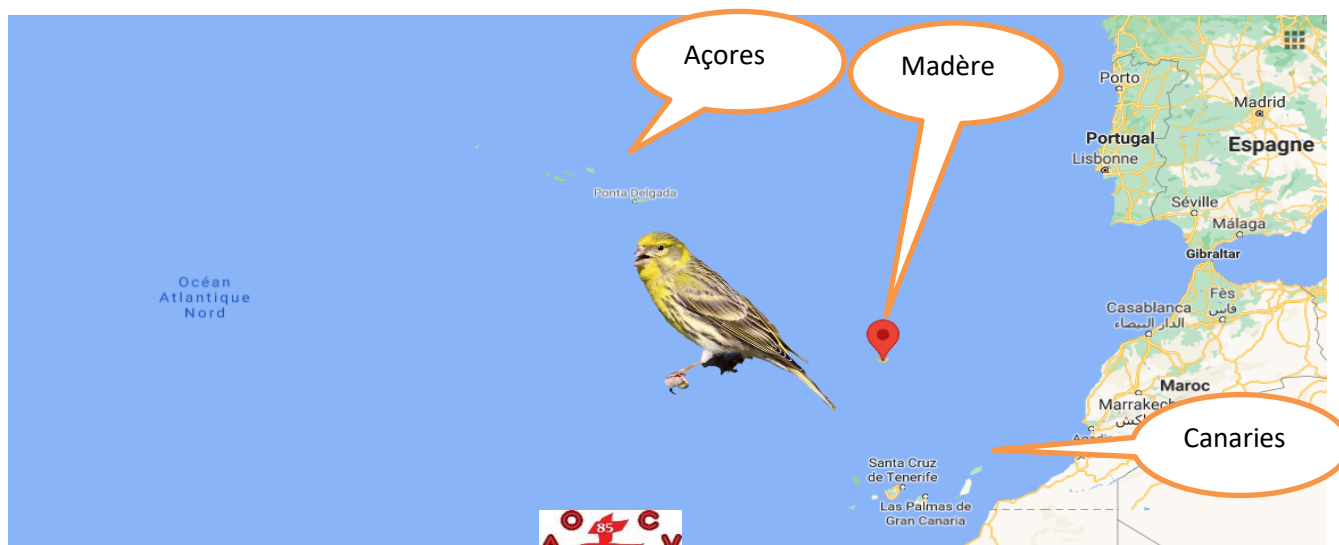 Açores
Madère
Porto
Madrid
Portugal
Espagne
Lisbonne
Ponta Delgada
Séville
Málaga
Gibraltar
Océan
Atlantique
Nord
Fès
فاس
Casablanca
الدار البيضاء
Maroc
Marrakech
Canaries
Santa Cruz
de Tenerife
Las Palmas de
Gran Canaria
O 85 C
A V